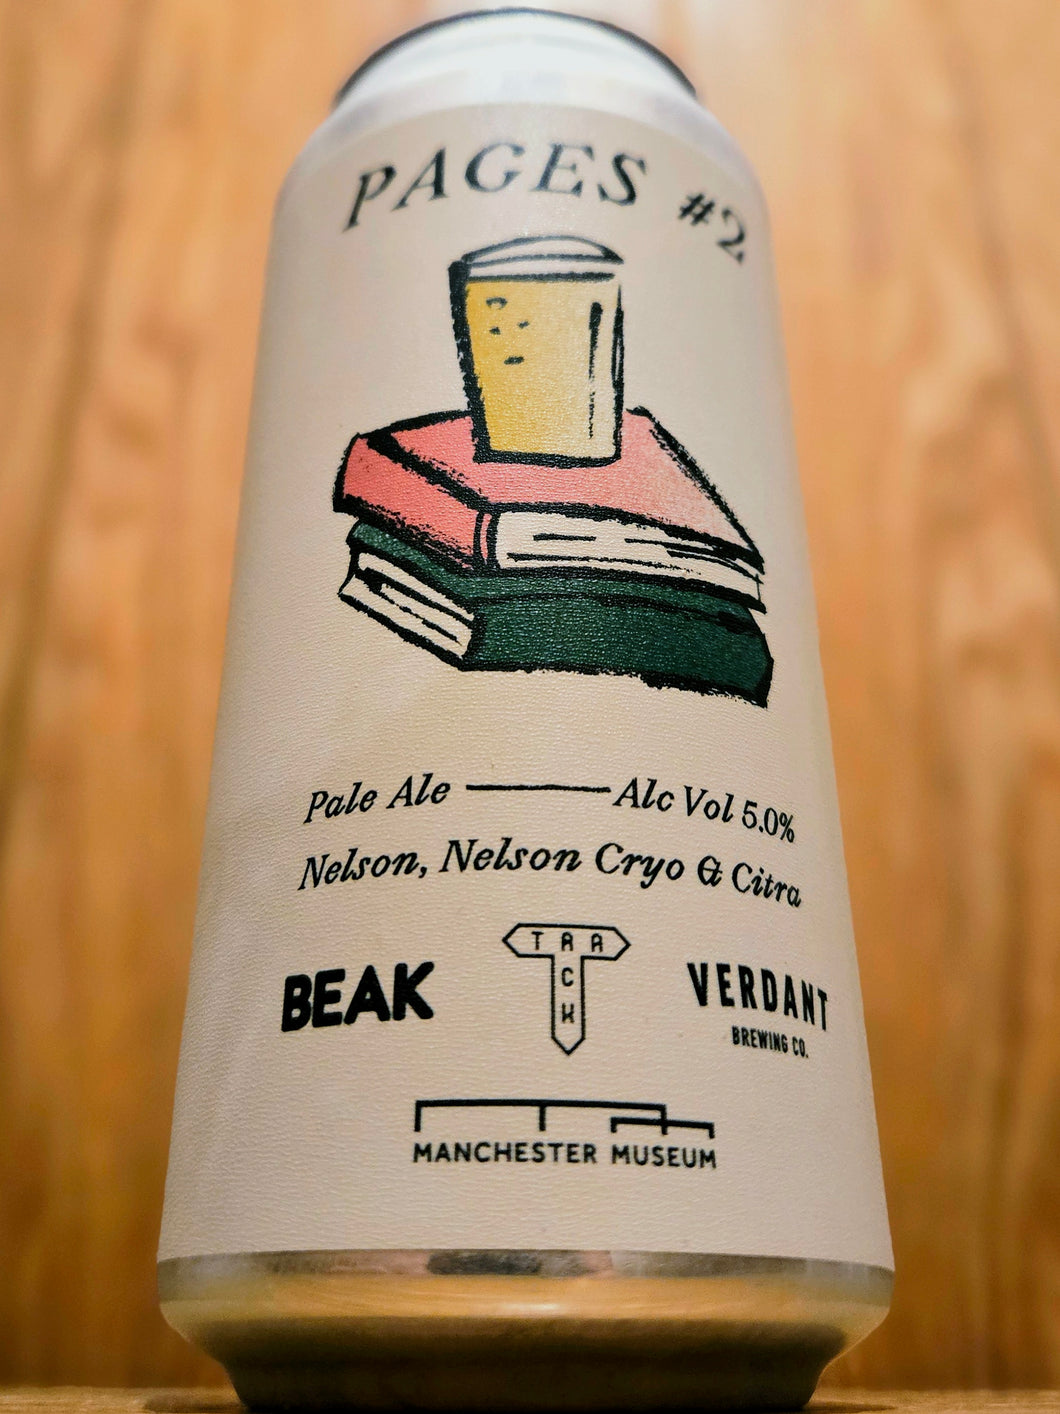 PAGES #2
Pale Ale — Alc Vol 5.0%
Nelson, Nelson Cryo & Citra
BEAK
TRACK
VERDANT
BREWING CO.
MANCHESTER MUSEUM